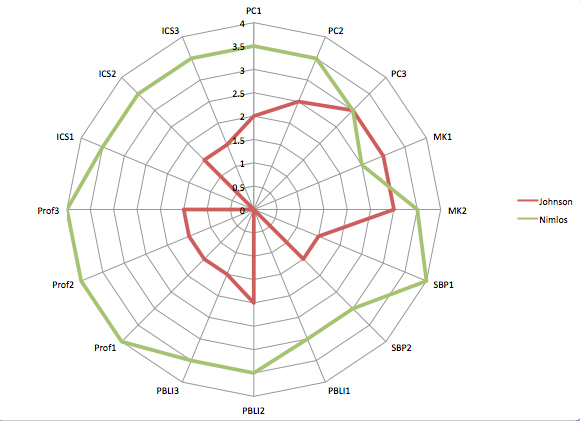 PC1
ICS3
PC2
ICS2
PC3
ICS1
MK1
Prof3
MK2
Prof2
SBP1
Prof1
SBP2
PBLI3
PBLI1
PBLI2
4
3.5
3
2.5
2
1.5
1
0.5
0
Johnson
Nimlos